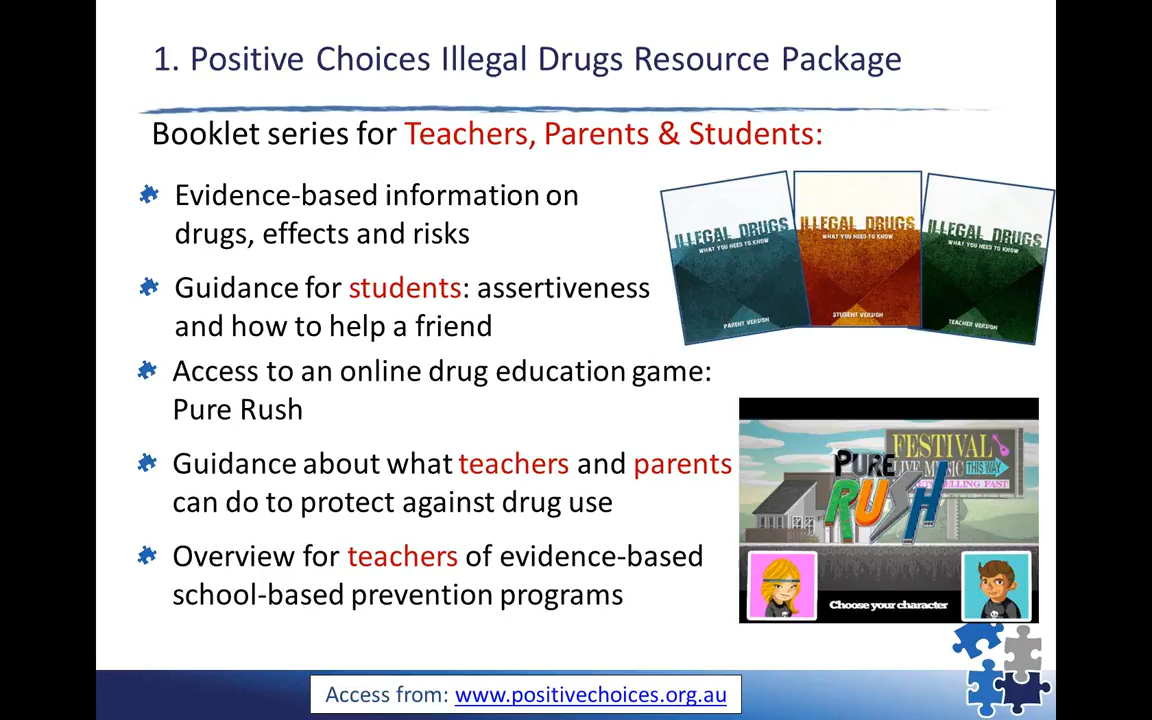 1. Positive Choices Illegal Drugs Resource Package
Booklet series for Teachers, Parents & Students:
Evidence-based information on
drugs, effects and risks
Guidance for students: assertiveness
and how to help a friend
Access to an online drug education game:
Pure Rush
Guidance about what teachers and parents
can do to protect against drug use
Overview for teachers of evidence-based
school-based prevention programs
ILLEGAL DRUGS
WHAT YOU NEED TO KNOW
PARENT VERSION
ILLEGAL DRUGS
WHAT YOU NEED TO KNOW
STUDENT VERSION
ILLEGAL DRUGS
WHAT YOU NEED TO KNOW
TEACHER VERSION
FESTIVAL
LIVE MUSIC THIS WAY
SELLING FAST
PURE
RUSH
Choose your character
Access from: www.positivechoices.org.au